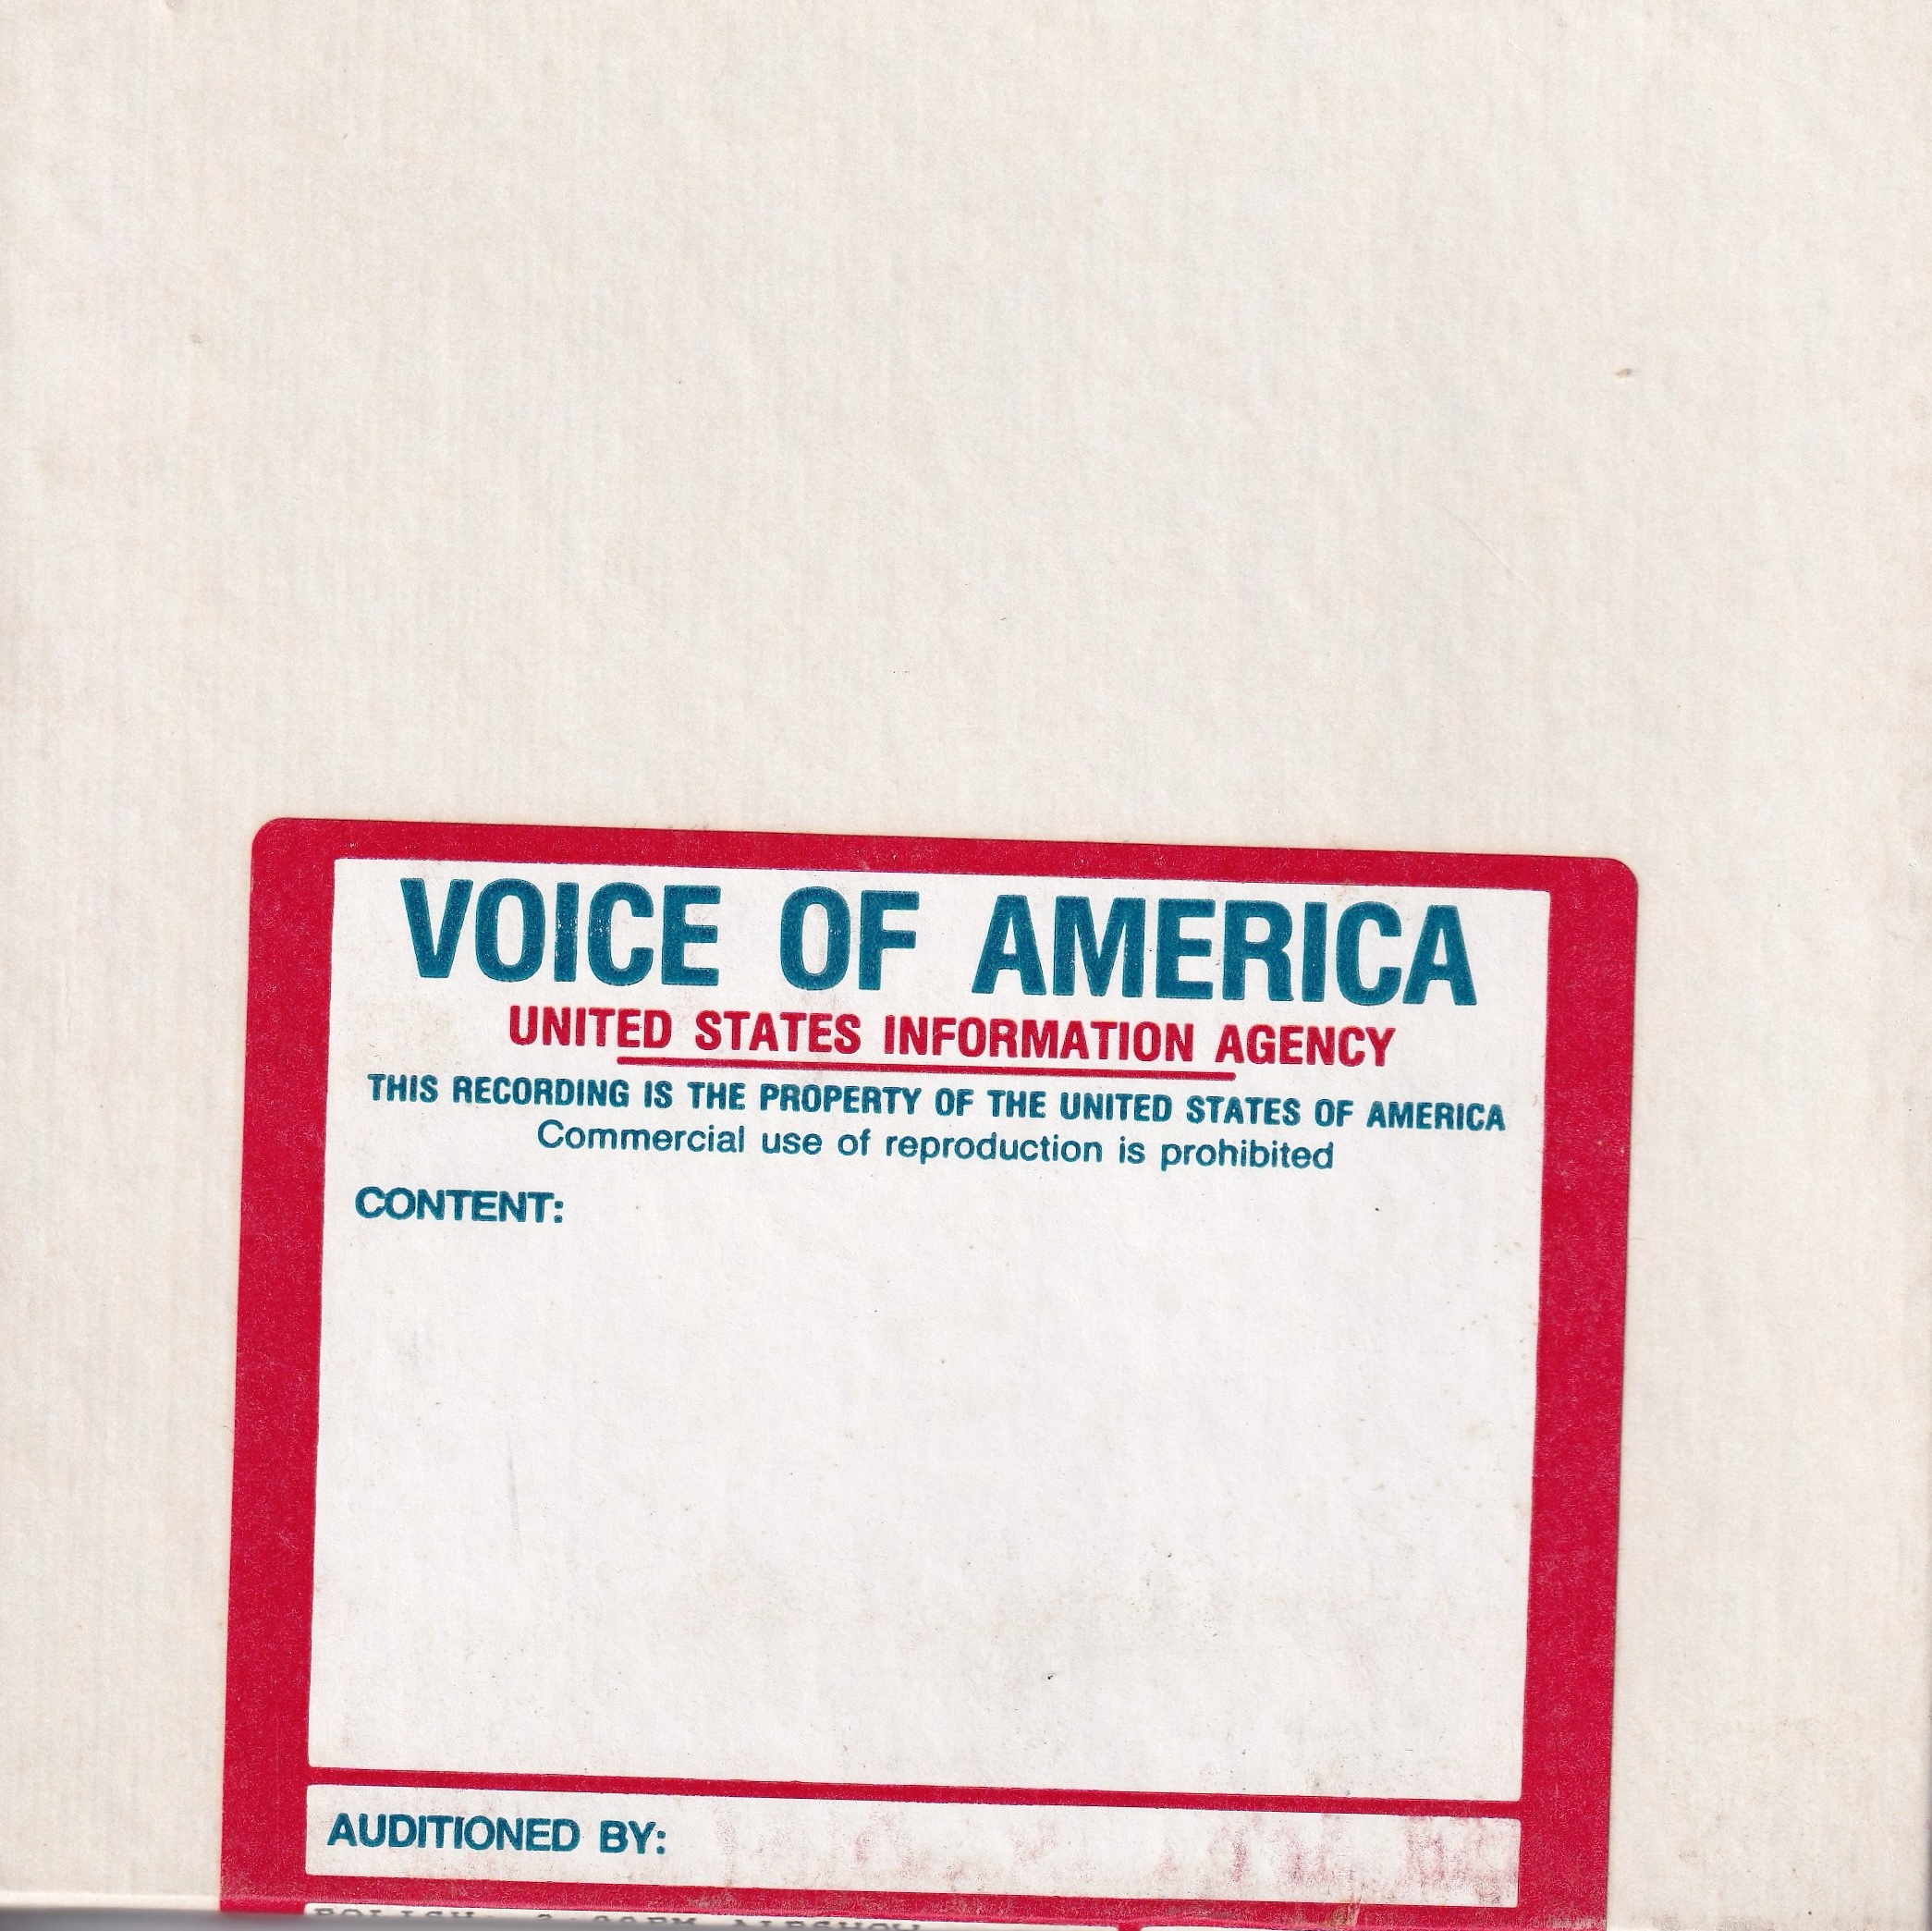 VOICE OF AMERICA
UNITED STATES INFORMATION AGENCY
THIS RECORDING IS THE PROPERTY OF THE UNITED STATES OF AMERICA
Commercial use of reproduction is prohibited
CONTENT:
AUDITIONED BY:
POLISH